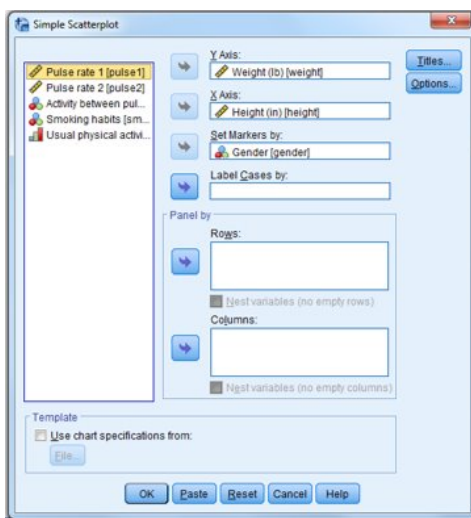 Simple Scatterplot
Pulse rate 1 [pulse1]
Pulse rate 2 [pulse2]
Activity between pul...
Smoking habits [sm...
Usual physical activi...
Y Axis:
Weight (lb) [weight]
X Axis:
Height (in) [height]
Set Markers by:
Gender [gender]
Label Cases by:
Panel by
Rows:
Nest variables (no empty rows)
Columns:
Nest variables (no empty columns)
Titles...
Options...
Template
Use chart specifications from:
File...
OK Paste Reset Cancel Help